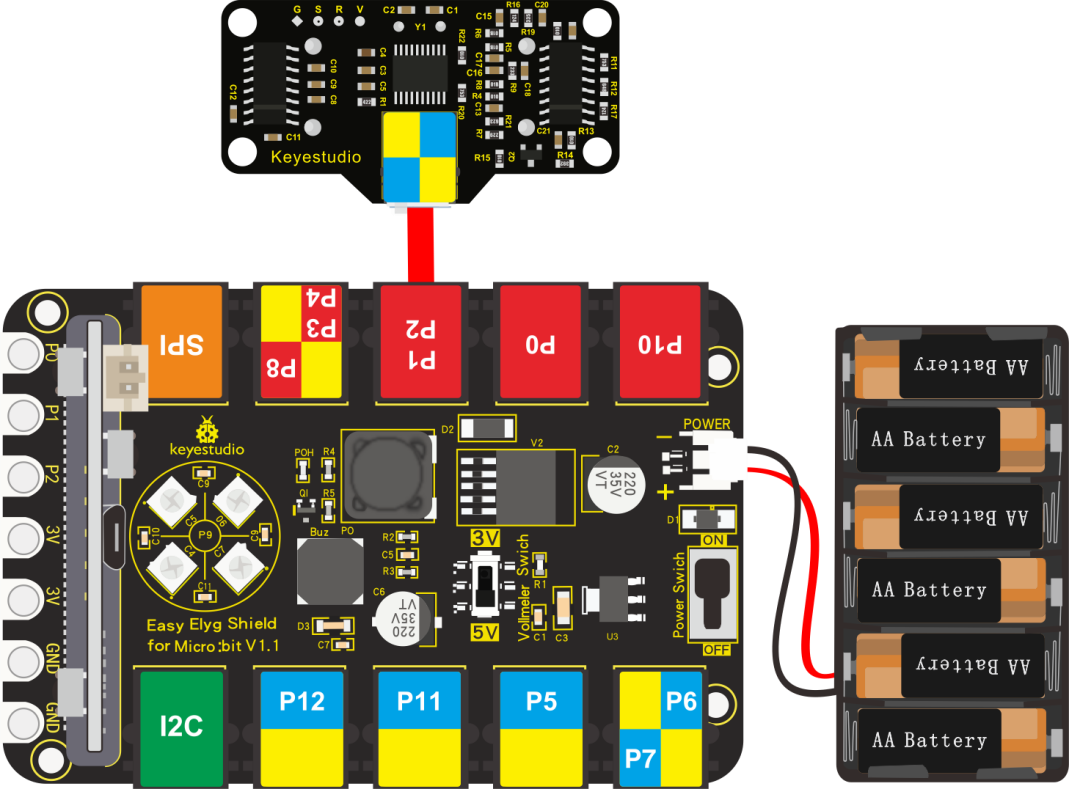 G S R V
C2 C1
Y1
C15
R16
C20
R6
R19
R22
R5
C4
C17
C10
C3
C16
R11
C9
C5
R8
R9
C18
R12
C8
R1
R4
C12
C13
R17
R20
R21
C11
R7
C21
R13
Keyestudio
R15
Q2
R14
SPI
P4
P3
P8
P2
P1
P0
P10
P0
P1
P2
3V
3V
GND
GND
keyestudio
C9
P9
C10
C11
C4
C7
POH
R4
Q1
R5
Buz
P0
D2
V2
C2
220
35V
VT
POWER
−
+
D1
ON
Power Swich
OFF
R2
C5
R3
3V
5V
Vollmeler Swich
R1
C1
C3
U3
C6
220
35V
VT
D3
C7
Easy Elyg Shield
for Micro:bit V1.1
I2C
P12
P11
P5
P6
P7
AA Battery
AA Battery
AA Battery
AA Battery
AA Battery
AA Battery